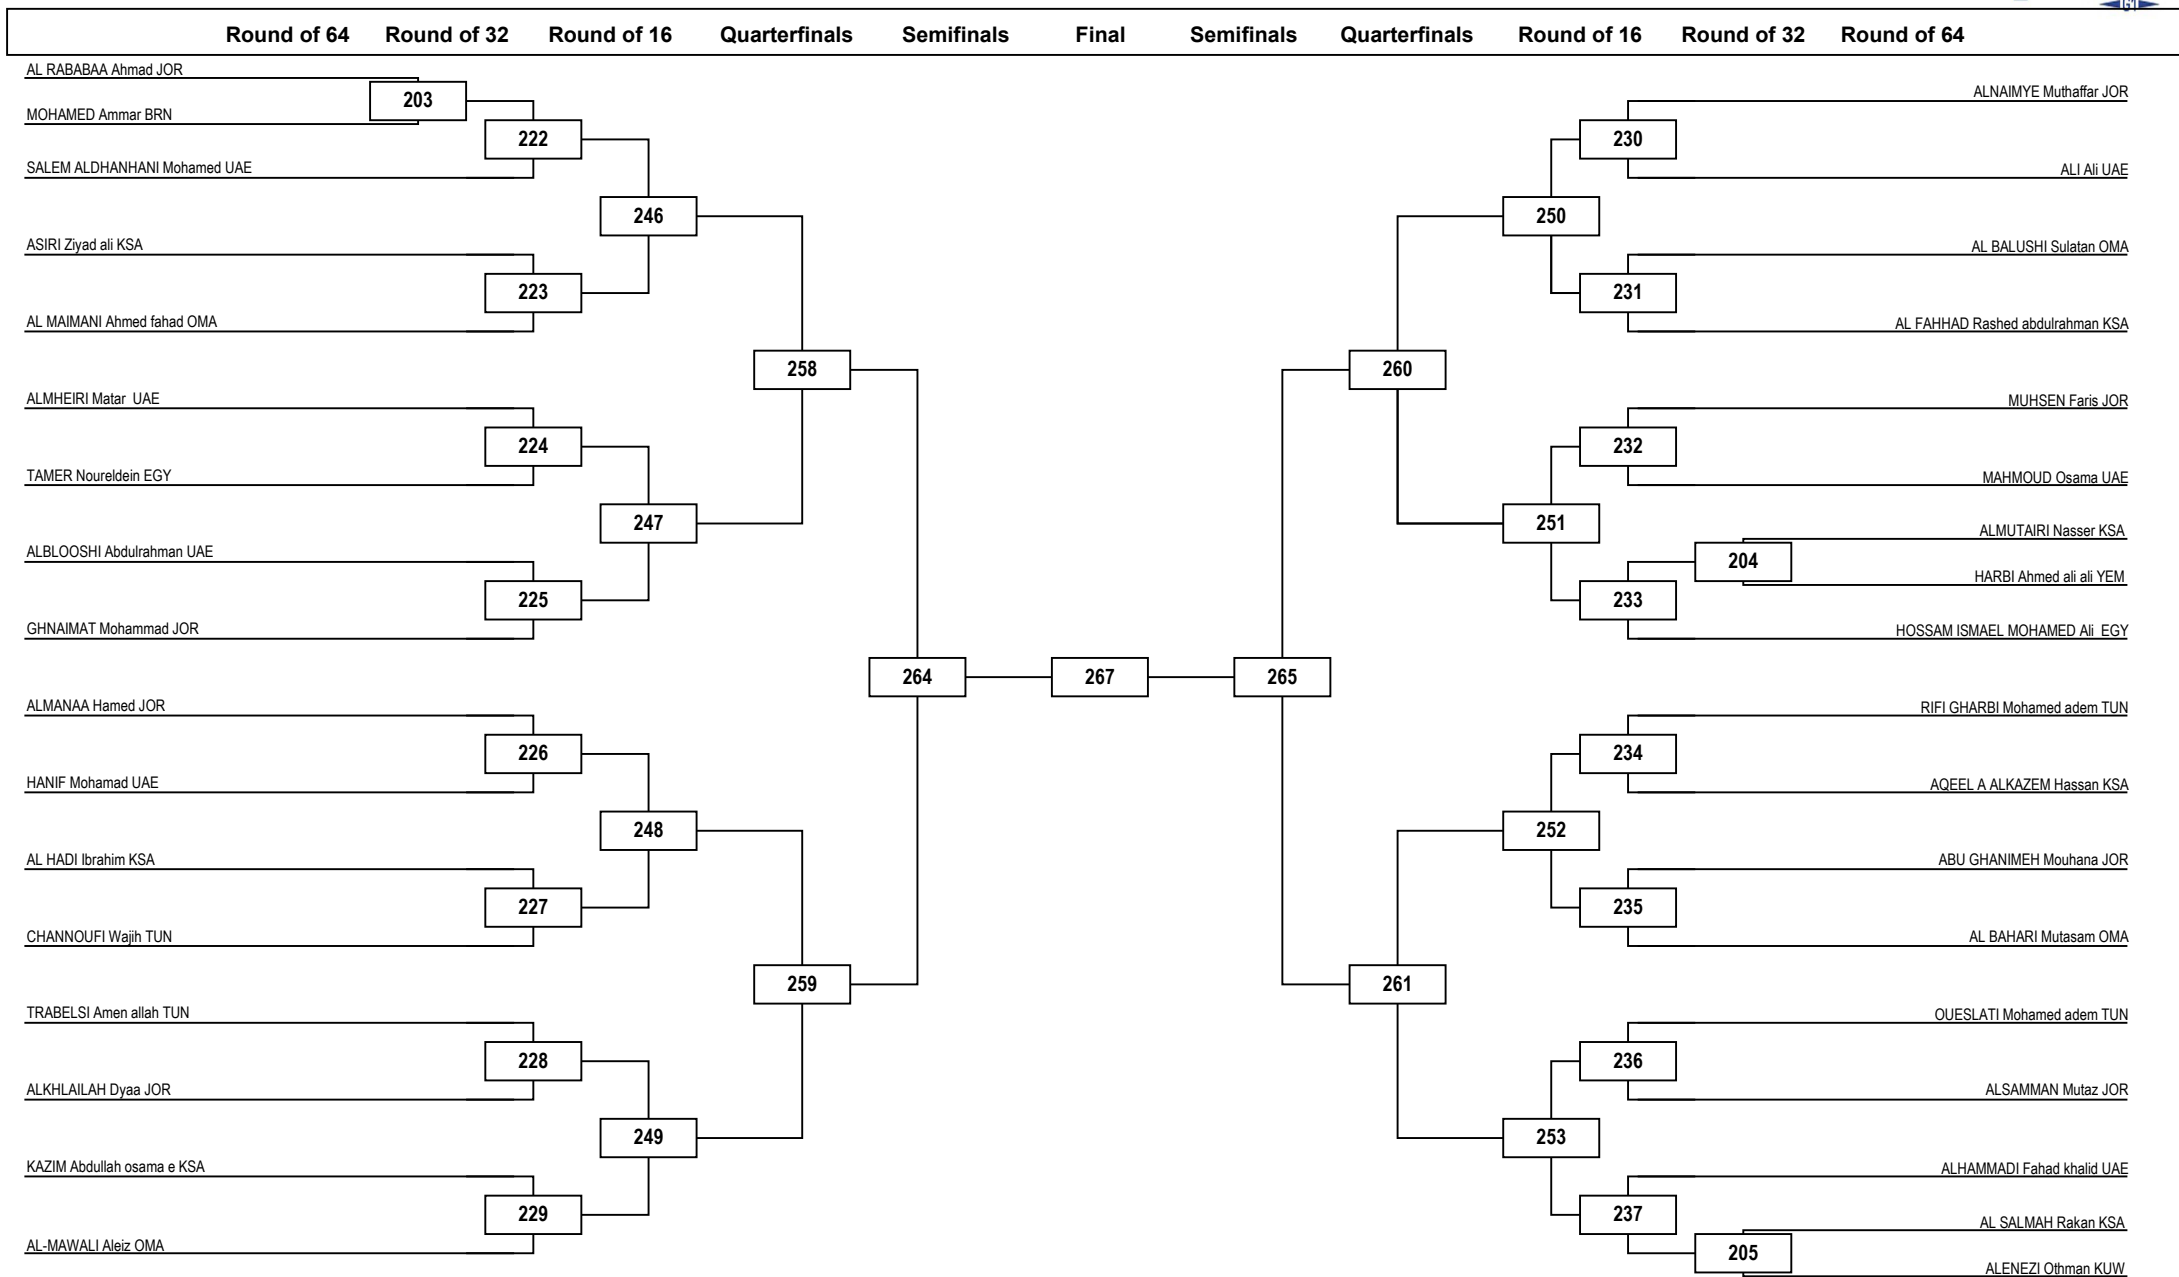 Round of 64 Round of 32 Round of 16 Quarterfinals Semifinals Final Semifinals Quarterfinals Round of 16 Round of 32 Round of 64
AL RABABAA Ahmad JOR
203
MOHAMED Ammar BRN
222
SALEM ALDHANHANI Mohamed UAE
246
ASIRI Ziyad ali KSA
223
AL MAIMANI Ahmed fahad OMA
258
ALMHEIRI Matar  UAE
224
TAMER Noureldein EGY
247
ALBLOOSHI Abdulrahman UAE
225
GHNAIMAT Mohammad JOR
264
ALMANAA Hamed JOR
226
HANIF Mohamad UAE
248
AL HADI Ibrahim KSA
227
CHANNOUFI Wajih TUN
259
TRABELSI Amen allah TUN
228
ALKHLAILAH Dyaa JOR
249
KAZIM Abdullah osama e KSA
229
AL-MAWALI Aleiz OMA
267
265
ALNAIMYE Muthaffar JOR
230
ALI Ali UAE
250
AL BALUSHI Sulatan OMA
231
AL FAHHAD Rashed abdulrahman KSA
260
MUHSEN Faris JOR
232
MAHMOUD Osama UAE
251
ALMUTAIRI Nasser KSA
204
HARBI Ahmed ali ali YEM
233
HOSSAM ISMAEL MOHAMED Ali  EGY
RIFI GHARBI Mohamed adem TUN
234
AQEEL A ALKAZEM Hassan KSA
252
ABU GHANIMEH Mouhana JOR
235
AL BAHARI Mutasam OMA
261
OUESLATI Mohamed adem TUN
236
ALSAMMAN Mutaz JOR
253
ALHAMMADI Fahad khalid UAE
237
AL SALMAH Rakan KSA
205
ALENEZI Othman KUW